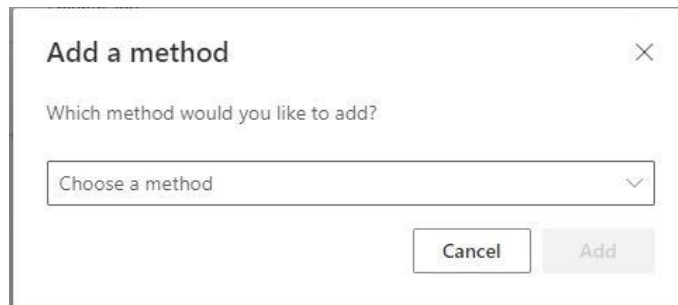 Add a method
Which method would you like to add?
Choose a method
Cancel
Add